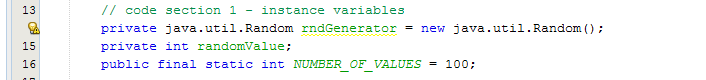 13 // code section 1 - instance variables
private java.util.Random rndGenerator = new java.util.Random();
15 private int randomValue;
16 public final static int NUMBER_OF_VALUES = 100;